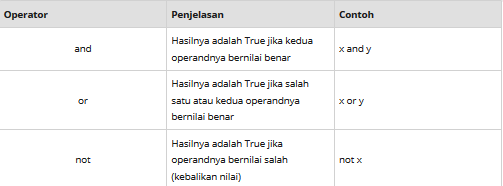 Operator Penjelasan Contoh
Hasilnya adalah True jika kedua
and x and y
operandnya bernilai benar
Hasilnya adalah True jika salah
or satu atau kedua operandnya x or y
bernilai benar
Hasilnya adalah True jika
not operandnya bernilai salah not x
(kebalikan nilai)